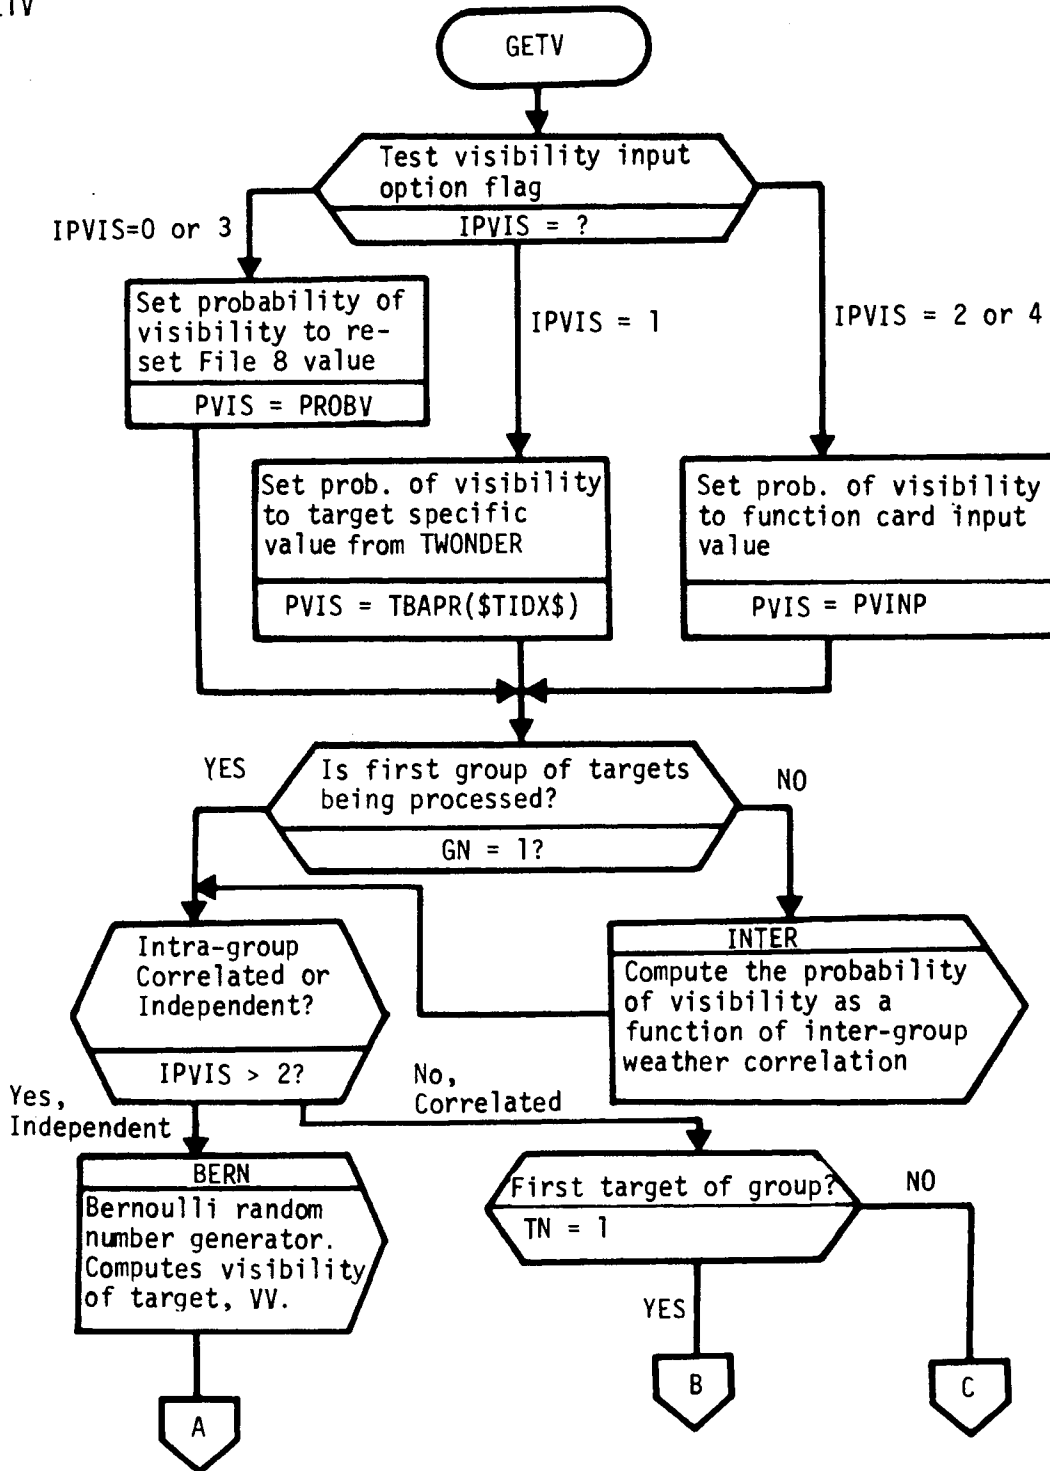 GETV
Test visibility input
option flag
IPVIS = ?
IPVIS=0 or 3
IPVIS = 1
IPVIS = 2 or 4
Set probability of
visibility to re-
set File 8 value
PVIS = PROBV
Set prob. of visibility
to target specific
value from TWONDER
PVIS = TBAPR($TIDX$)
Set prob. of visibility
to function card input
value
PVIS = PVINP
YES
Is first group of targets
being processed?
GN = 1?
NO
Intra-group
Correlated or
Independent?
IPVIS > 2?
INTER
Compute the probability
of visibility as a
function of inter-group
weather correlation
Yes,
Independent
No,
Correlated
BERN
Bernoulli random
number generator.
Computes visibility
of target, VV.
First target of group?
TN = 1
NO
YES
A
B
C